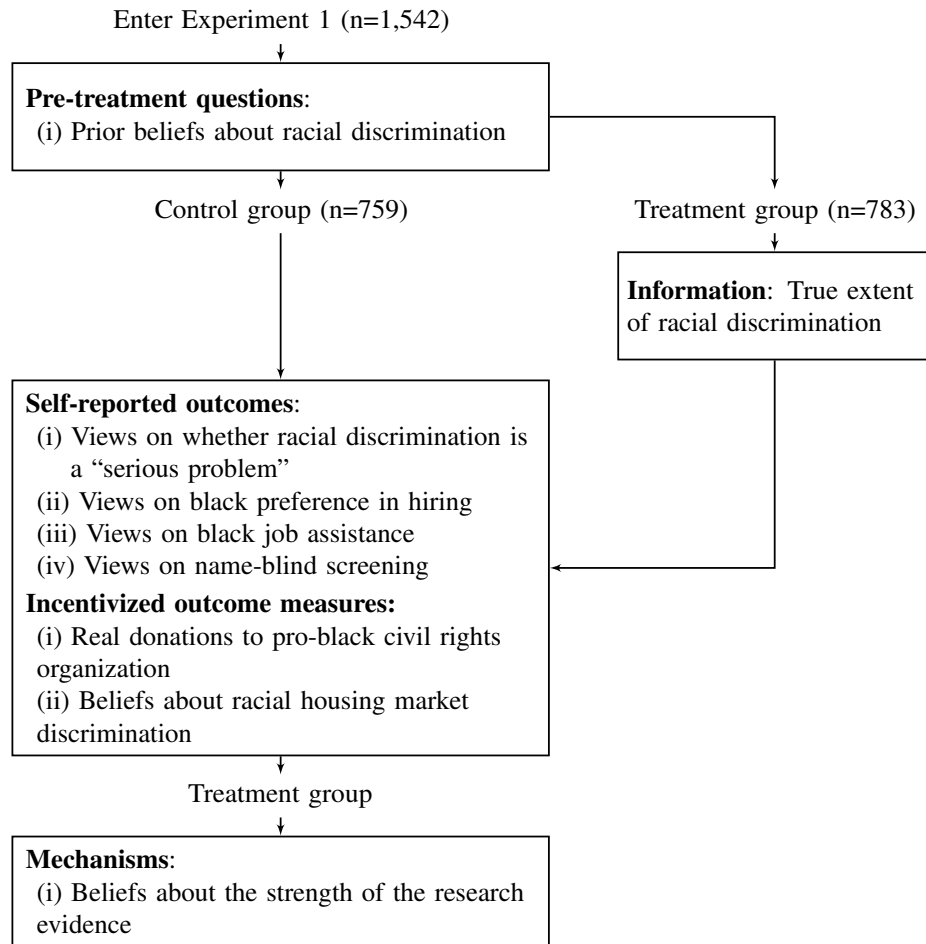 Enter Experiment 1 (n=1,542)
Pre-treatment questions:
(i) Prior beliefs about racial discrimination
Control group (n=759)
Treatment group (n=783)
Information: True extent
of racial discrimination
Self-reported outcomes:
(i) Views on whether racial discrimination is
a “serious problem”
(ii) Views on black preference in hiring
(iii) Views on black job assistance
(iv) Views on name-blind screening
Incentivized outcome measures:
(i) Real donations to pro-black civil rights
organization
(ii) Beliefs about racial housing market
discrimination
Treatment group
Mechanisms:
(i) Beliefs about the strength of the research
evidence